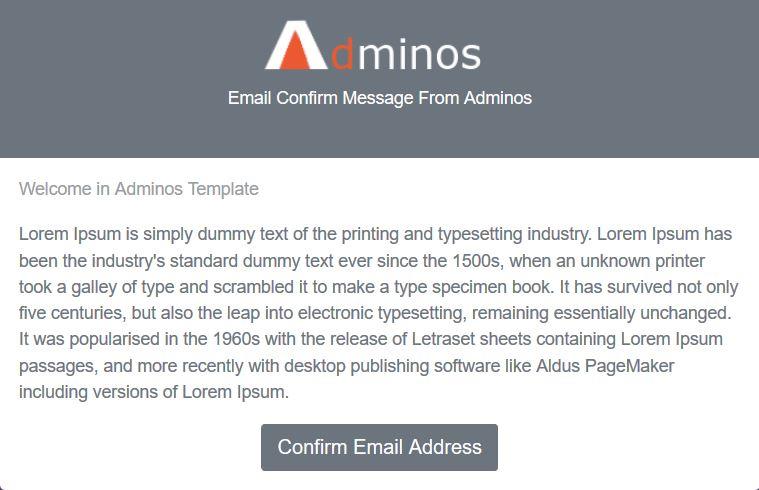 Adminos
Email Confirm Message From Adminos
Welcome in Adminos Template
Lorem Ipsum is simply dummy text of the printing and typesetting industry. Lorem Ipsum has
been the industry's standard dummy text ever since the 1500s, when an unknown printer
took a galley of type and scrambled it to make a type specimen book. It has survived not only
five centuries, but also the leap into electronic typesetting, remaining essentially unchanged.
It was popularised in the 1960s with the release of Letraset sheets containing Lorem Ipsum
passages, and more recently with desktop publishing software like Aldus PageMaker
including versions of Lorem Ipsum.
Confirm Email Address